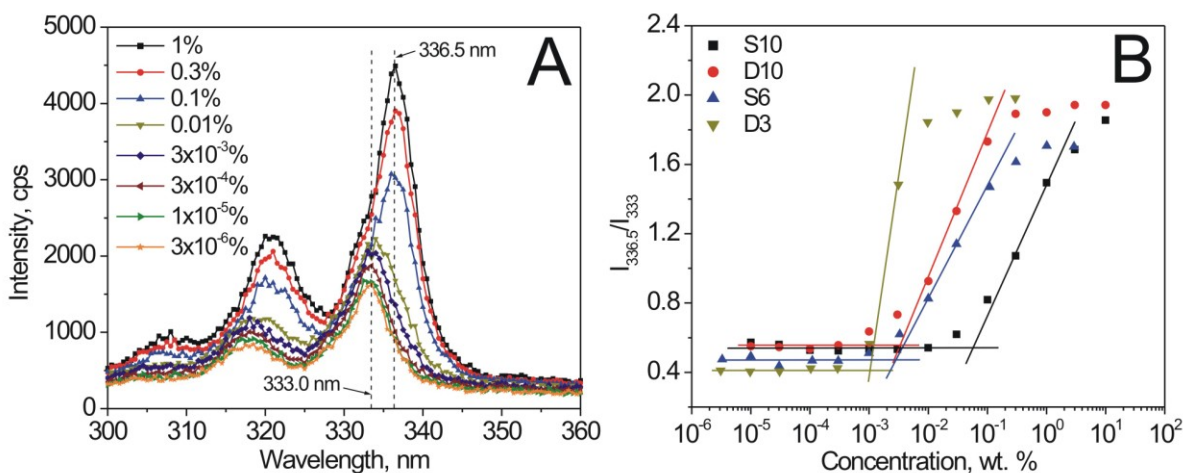 A
Intensity, cps
5000
4000
3000
2000
1000
0
1%
0.3%
0.1%
0.01%
3x10⁻³%
3x10⁻⁴%
1x10⁻⁵%
3x10⁻⁶%
336.5 nm
333.0 nm
300 320 340 360
Wavelength, nm
B
I₃₃₆.₅/I₃₃₃
2.4
2.0
1.6
1.2
0.8
0.4
S10
D10
S6
D3
10⁻⁶ 10⁻⁵ 10⁻⁴ 10⁻³ 10⁻² 10⁻¹ 10⁰ 10¹ 10²
Concentration, wt. %